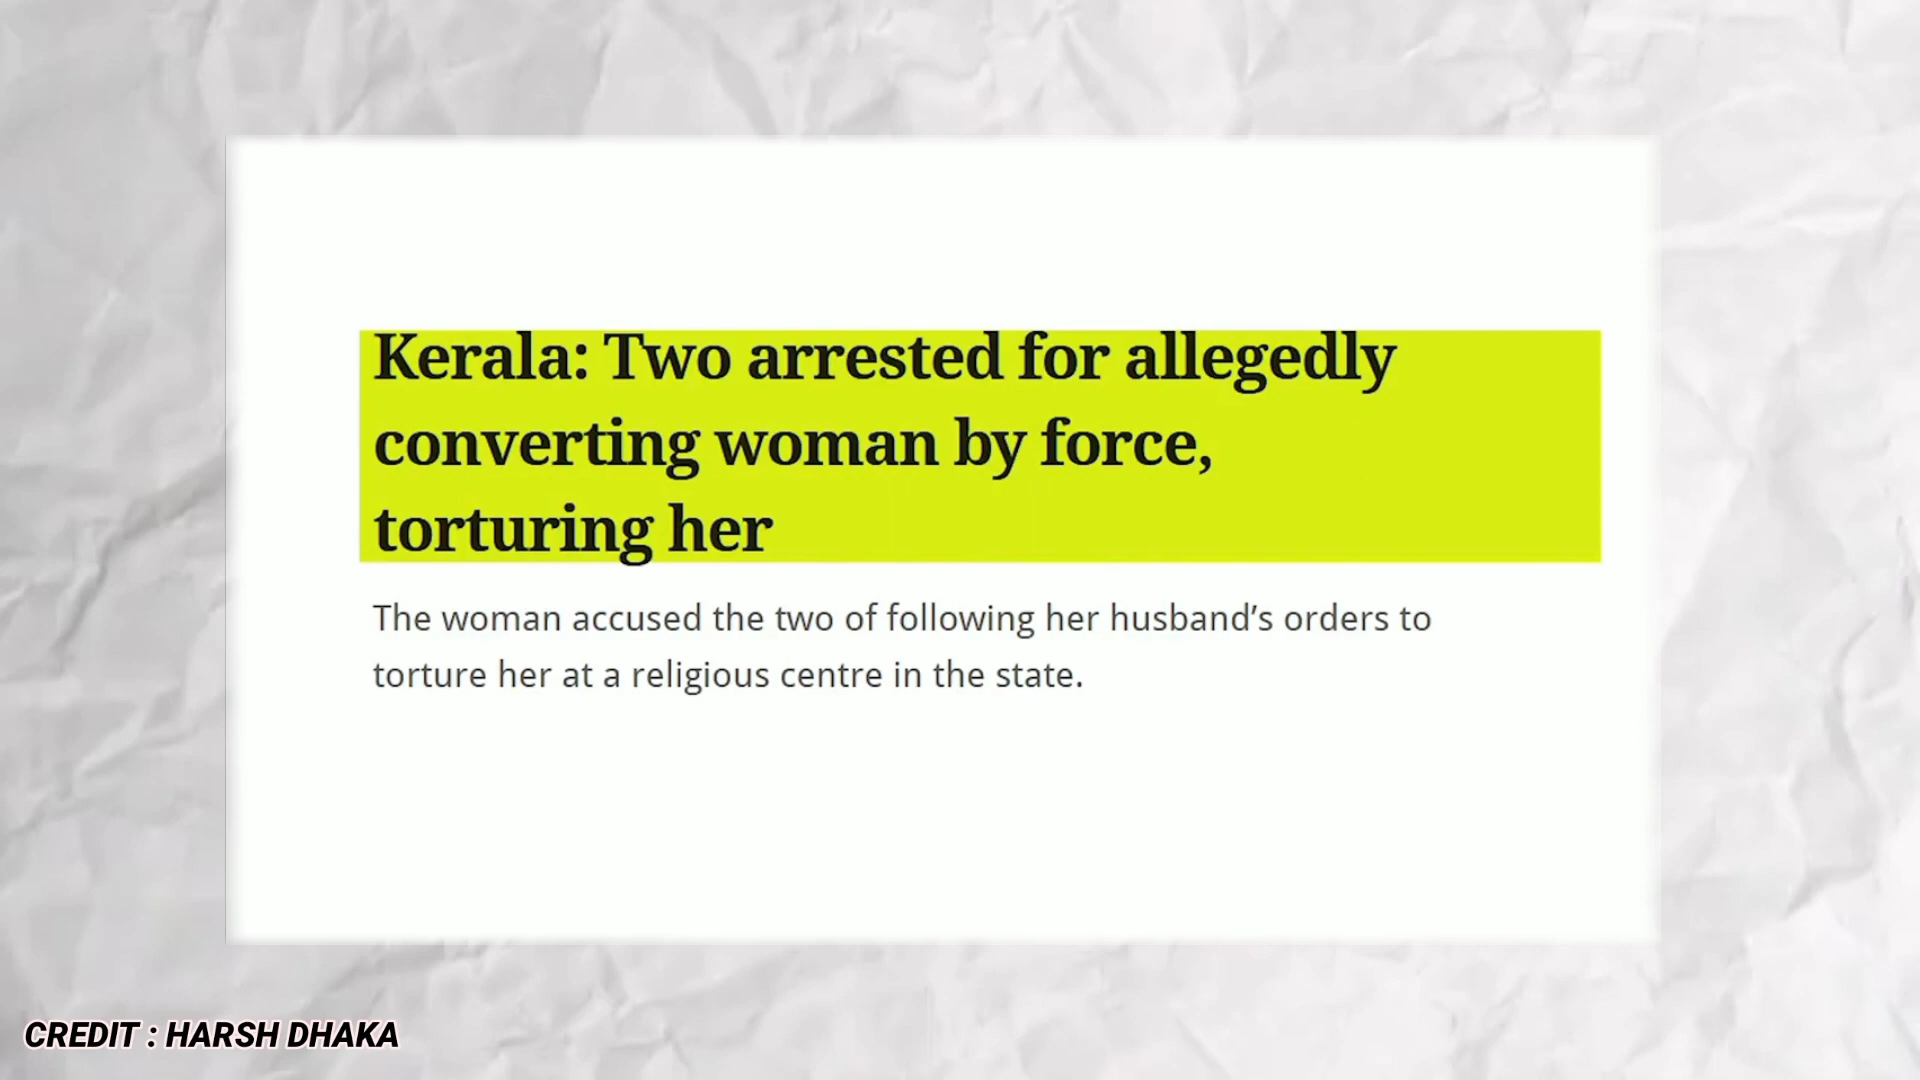 Kerala: Two arrested for allegedly
converting woman by force,
torturing her
The woman accused the two of following her husband’s orders to
torture her at a religious centre in the state.
CREDIT : HARSH DHAKA